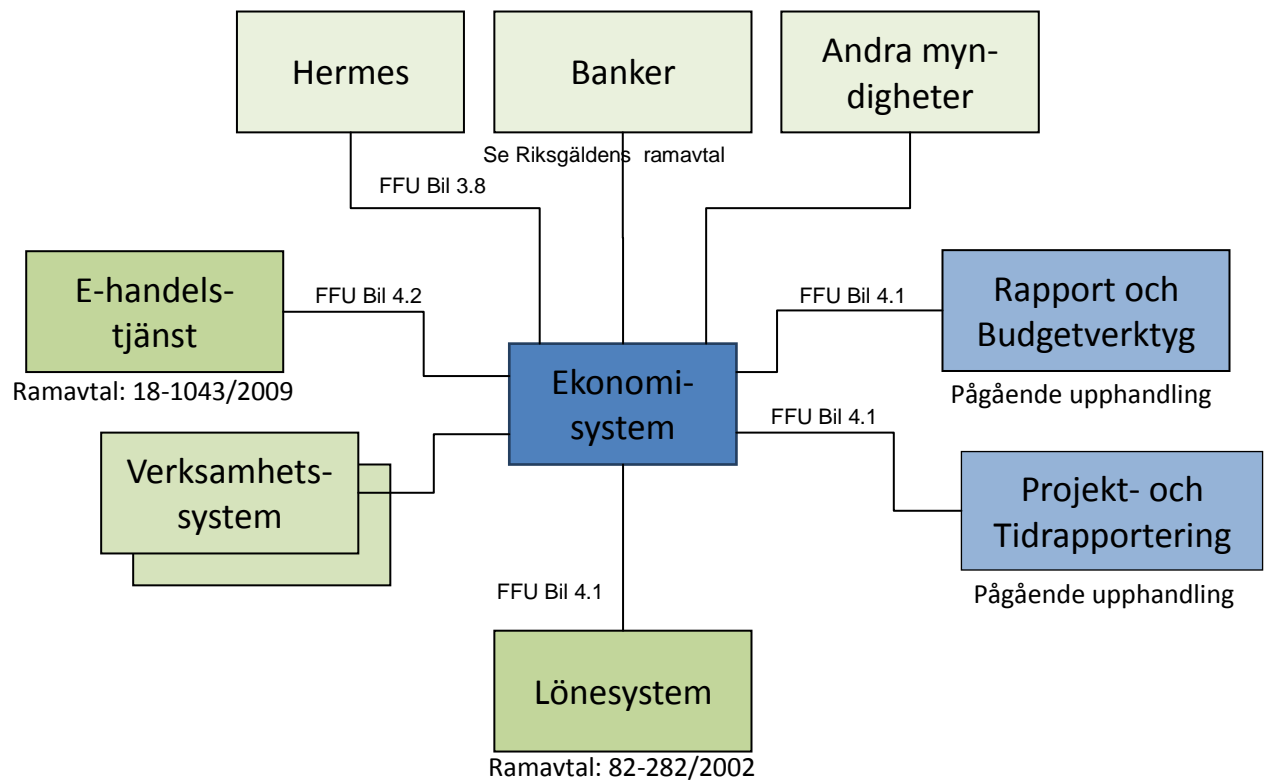 Hermes
Banker
Andra myn-
digheter
Se Riksgäldens ramavtal
FFU Bil 3.8
E-handels-
tjänst
FFU Bil 4.2
FFU Bil 4.1
Rapport och
Budgetverktyg
Ramavtal: 18-1043/2009
Ekonomi-
system
Pågående upphandling
FFU Bil 4.1
Verksamhets-
system
Projekt- och
Tidrapportering
FFU Bil 4.1
Pågående upphandling
Lönesystem
Ramavtal: 82-282/2002